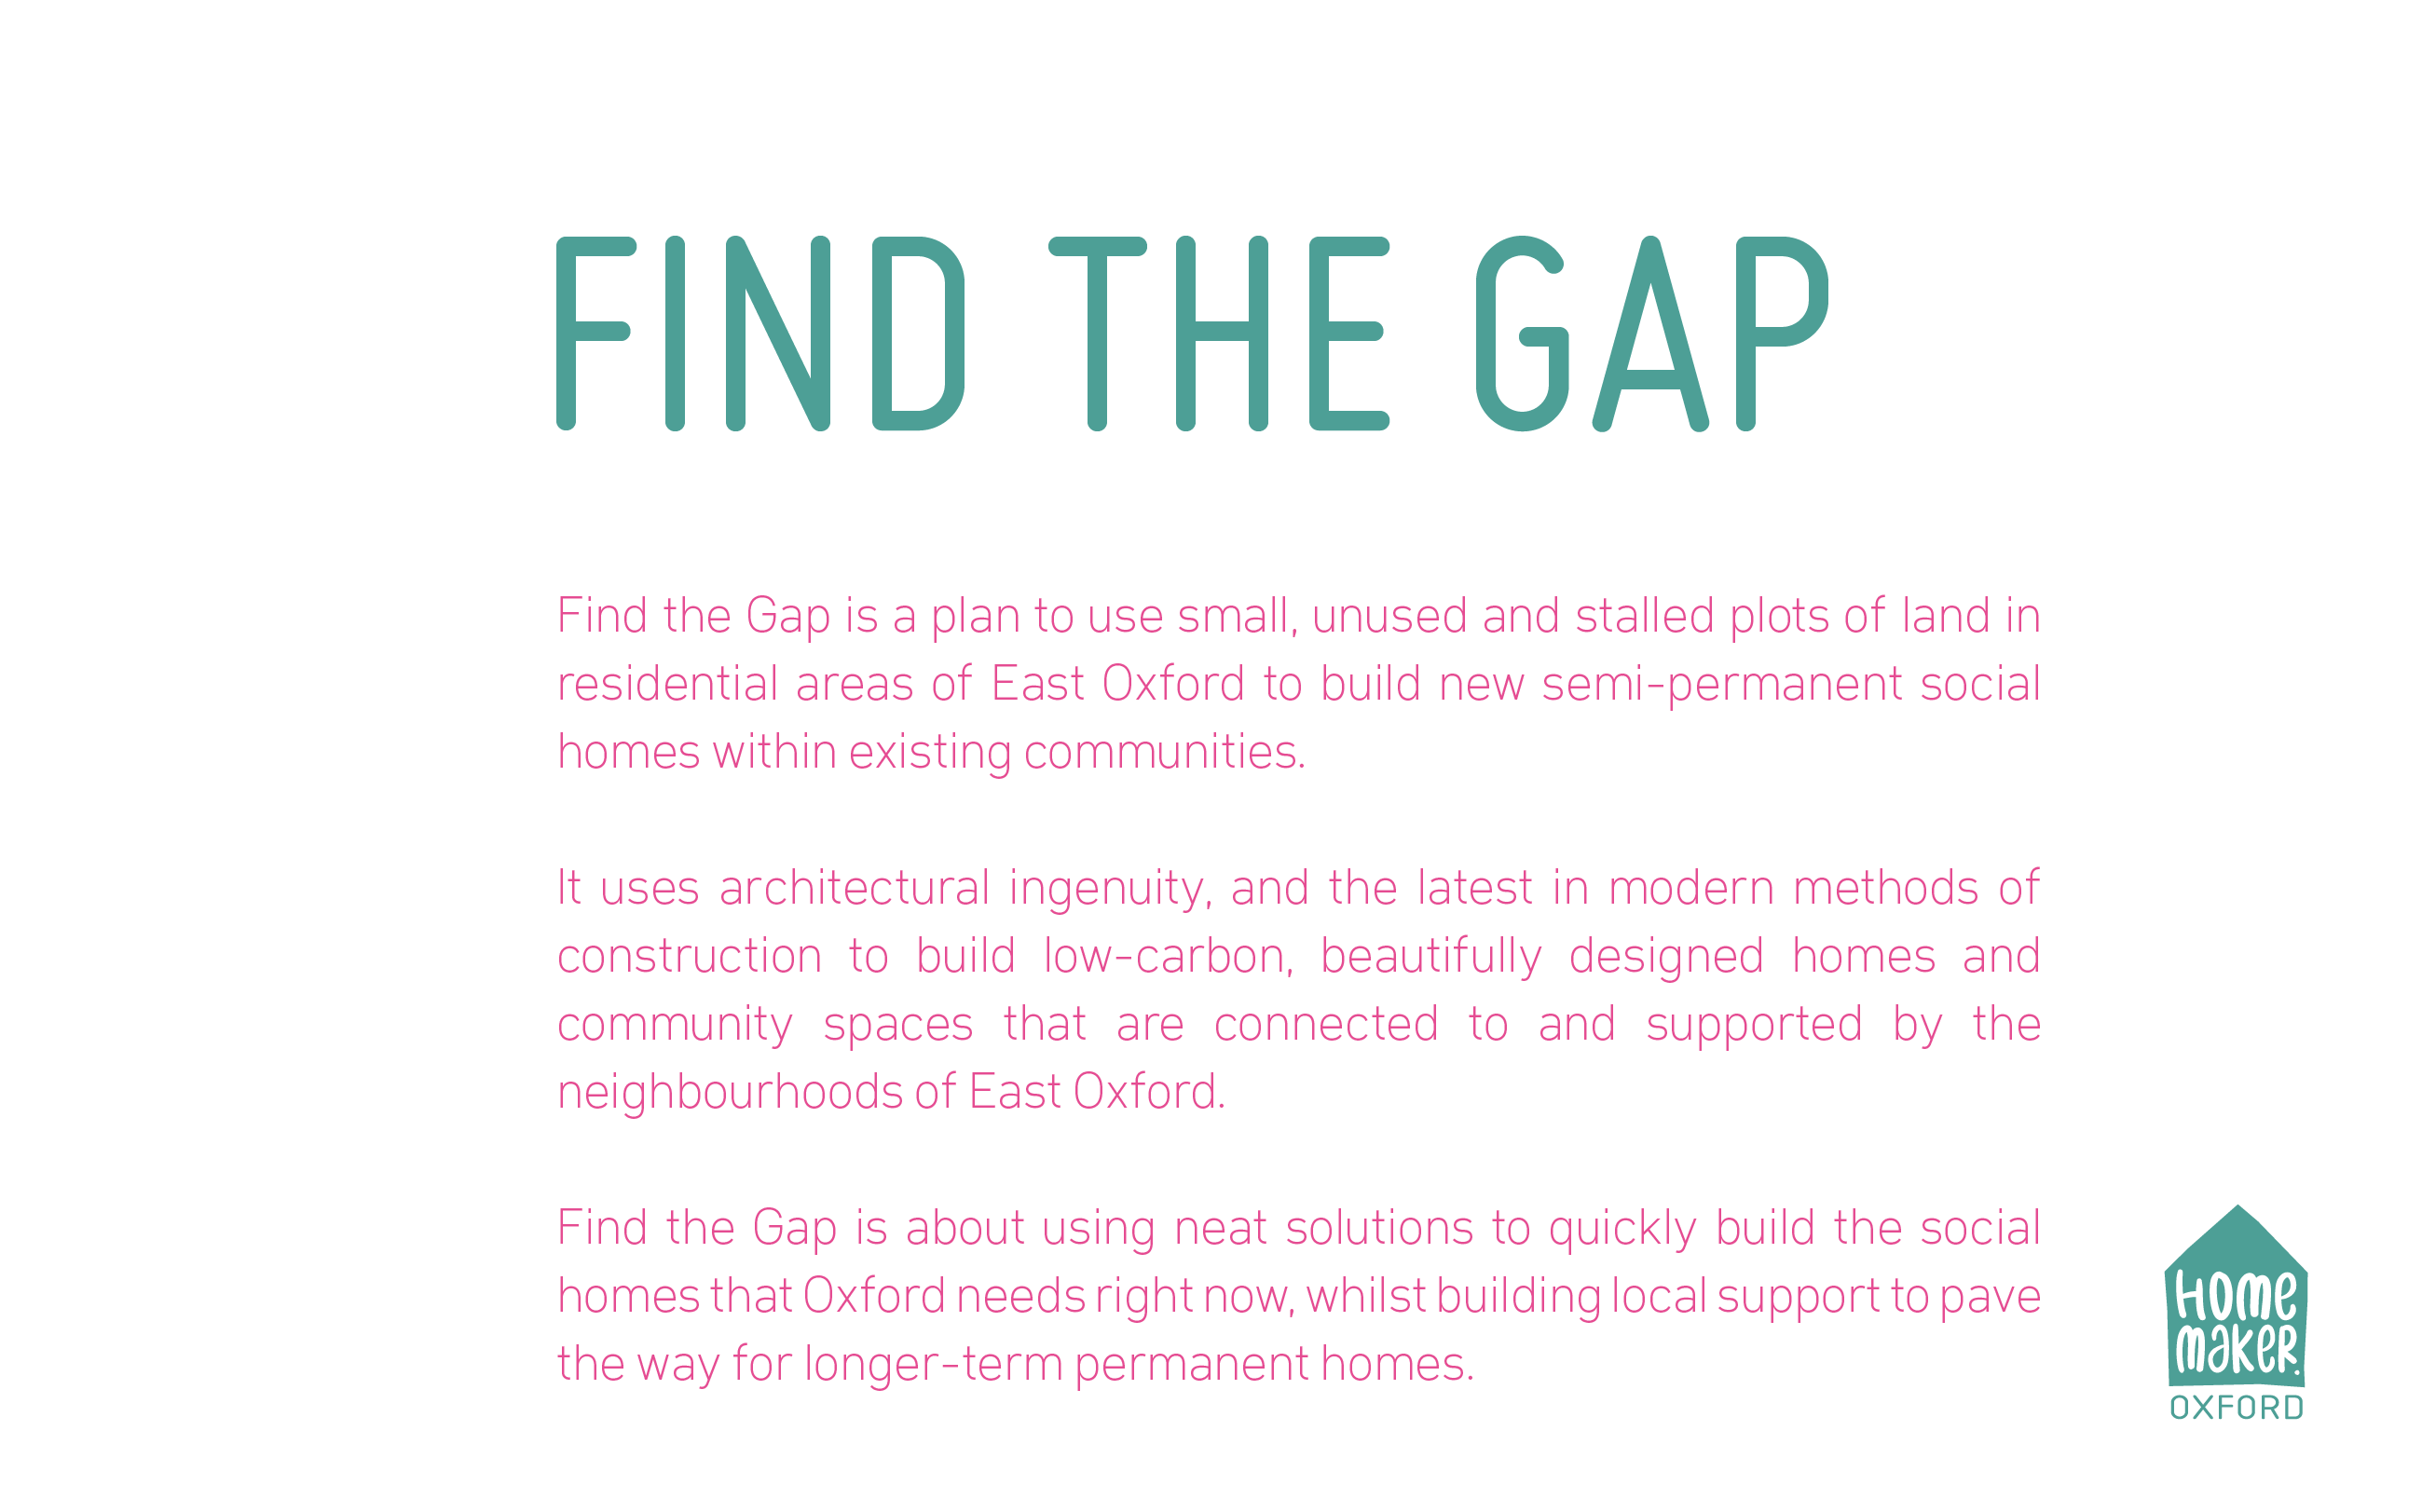 FIND THE GAP
Find the Gap is a plan to use small, unused and stalled plots of land in
residential areas of East Oxford to build new semi-permanent social
homes within existing communities.
It uses architectural ingenuity, and the latest in modern methods of
construction to build low-carbon, beautifully designed homes and
community spaces that are connected to and supported by the
neighbourhoods of East Oxford.
Find the Gap is about using neat solutions to quickly build the social
homes that Oxford needs right now, whilst building local support to pave
the way for longer-term permanent homes.
Home
maker.
OXFORD